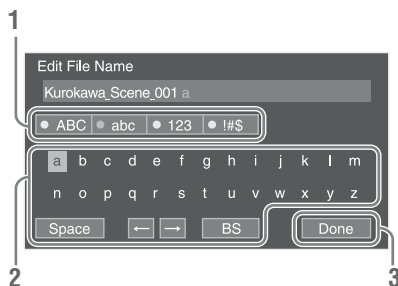 1
Edit File Name
Kurokawa_Scene_001 a
ABC abc 123 !#$
a b c d e f g h i j k l m
n o p q r s t u v w x y z
Space ← → BS Done
2 3